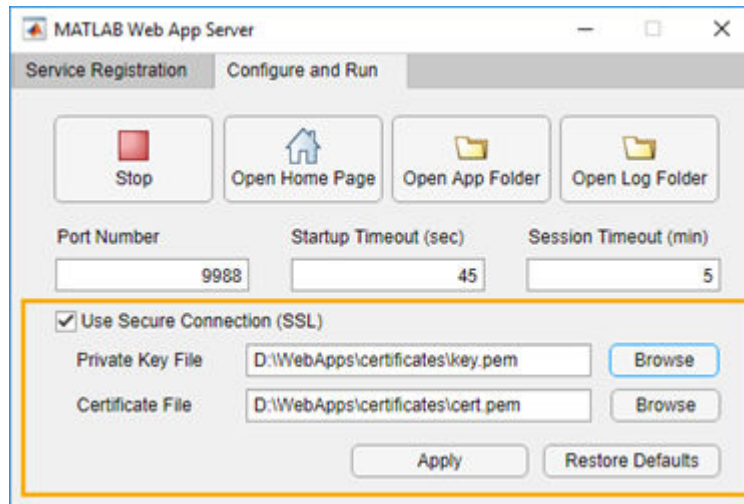 MATLAB Web App Server
Service Registration Configure and Run
Stop Open Home Page Open App Folder Open Log Folder
Port Number Startup Timeout (sec) Session Timeout (min)
9988 45 5
Use Secure Connection (SSL)
Private Key File D:\WebApps\certificates\key.pem Browse
Certificate File D:\WebApps\certificates\cert.pem Browse
Apply Restore Defaults